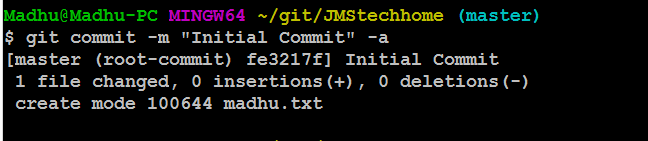 Madhu@Madhu-PC MINGW64 ~/git/JMStechhome (master)
$ git commit -m "Initial Commit" -a
[master (root-commit) fe3217f] Initial Commit
 1 file changed, 0 insertions(+), 0 deletions(-)
 create mode 100644 madhu.txt